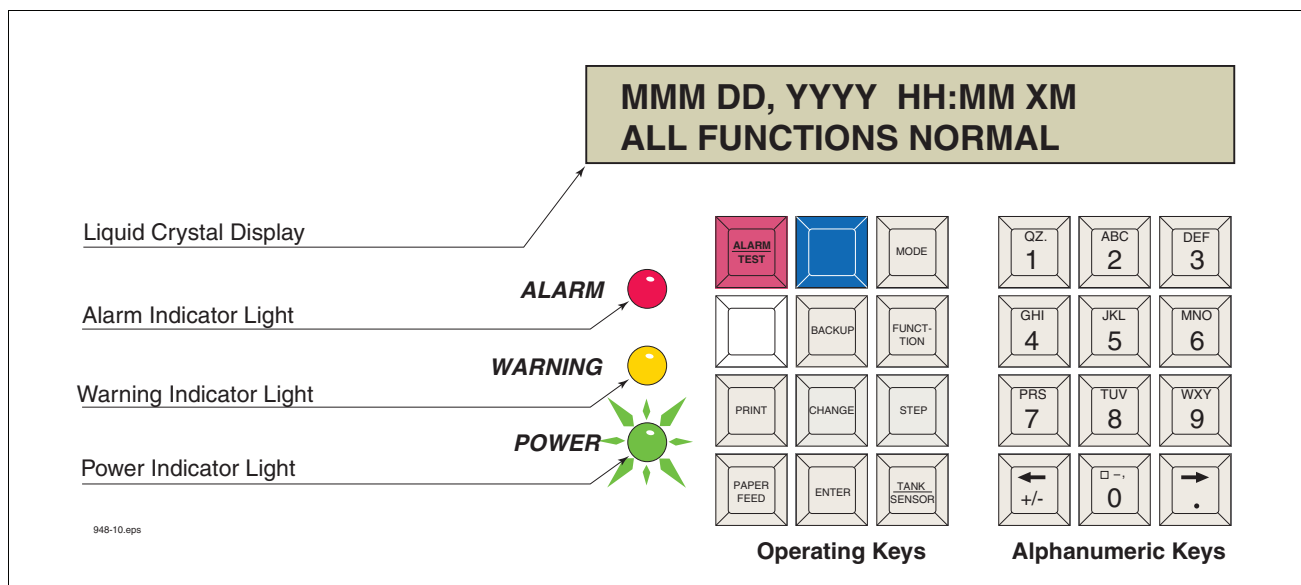 MMM DD, YYYY  HH:MM XM
ALL FUNCTIONS NORMAL
Liquid Crystal Display
ALARM
Alarm Indicator Light
WARNING
Warning Indicator Light
POWER
Power Indicator Light
948-10.eps
ALARM
TEST
MODE
BACKUP
FUNCT-
TION
PRINT
CHANGE
STEP
PAPER
FEED
ENTER
TANK
SENSOR
Operating Keys
QZ.
1
ABC
2
DEF
3
GHI
4
JKL
5
MNO
6
PRS
7
TUV
8
WXY
9
←
+/-
□ –,
0
→
.
Alphanumeric Keys